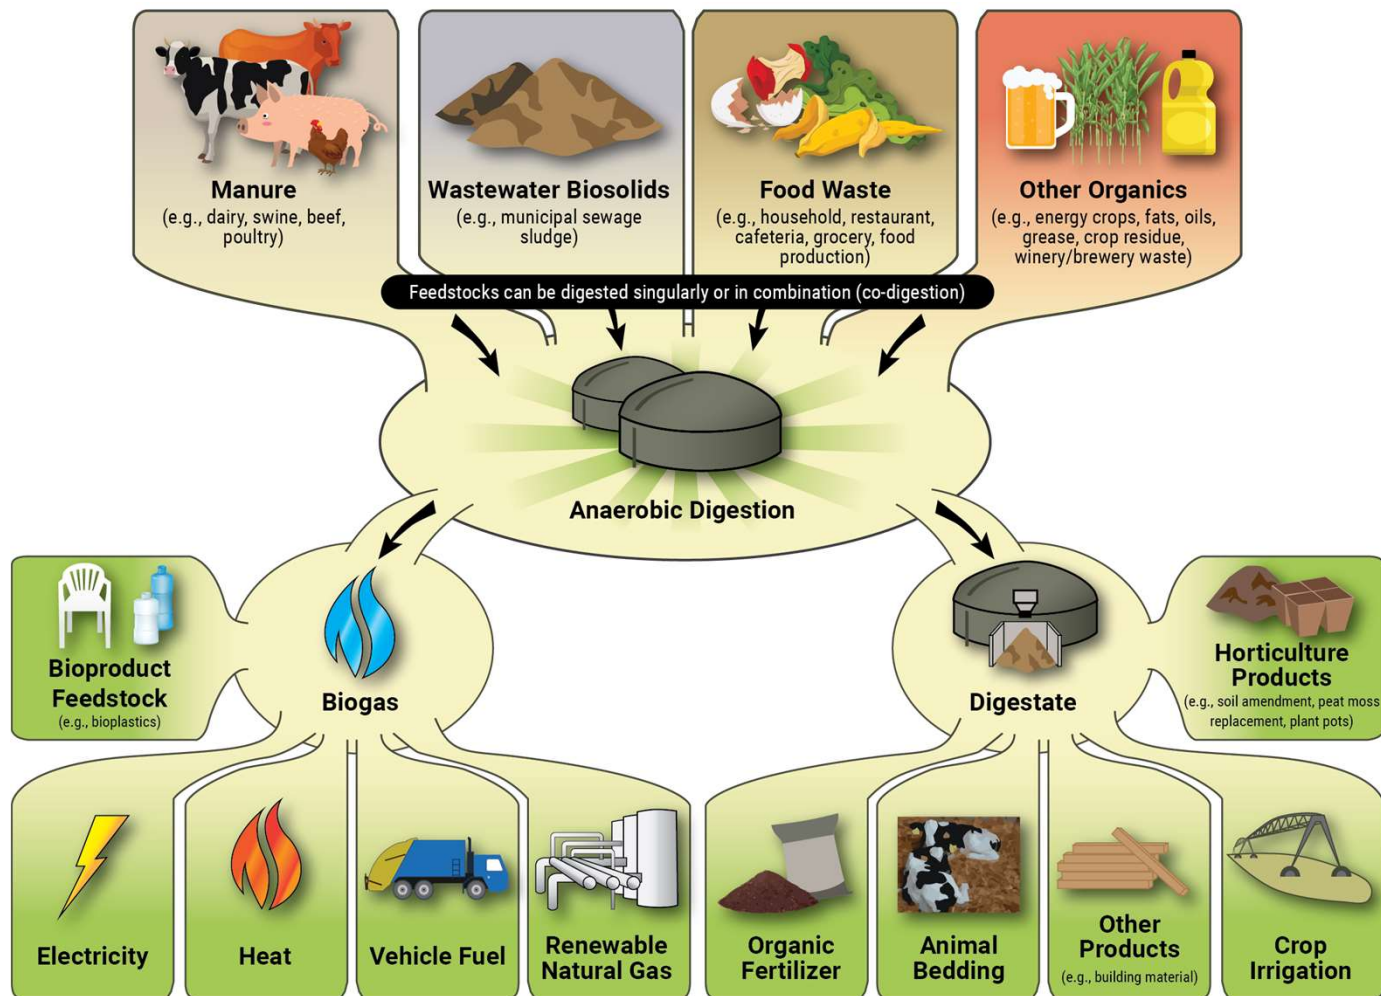 Manure
(e.g., dairy, swine, beef,
poultry)
Wastewater Biosolids
(e.g., municipal sewage
sludge)
Food Waste
(e.g., household, restaurant,
cafeteria, grocery, food
production)
Other Organics
(e.g., energy crops, fats, oils,
grease, crop residue,
winery/brewery waste)
Feedstocks can be digested singularly or in combination (co-digestion)
Anaerobic Digestion
Bioproduct
Feedstock
(e.g., bioplastics)
Biogas
Digestate
Horticulture
Products
(e.g., soil amendment, peat moss
replacement, plant pots)
Electricity
Heat
Vehicle Fuel
Renewable
Natural Gas
Organic
Fertilizer
Animal
Bedding
Other
Products
(e.g., building material)
Crop
Irrigation